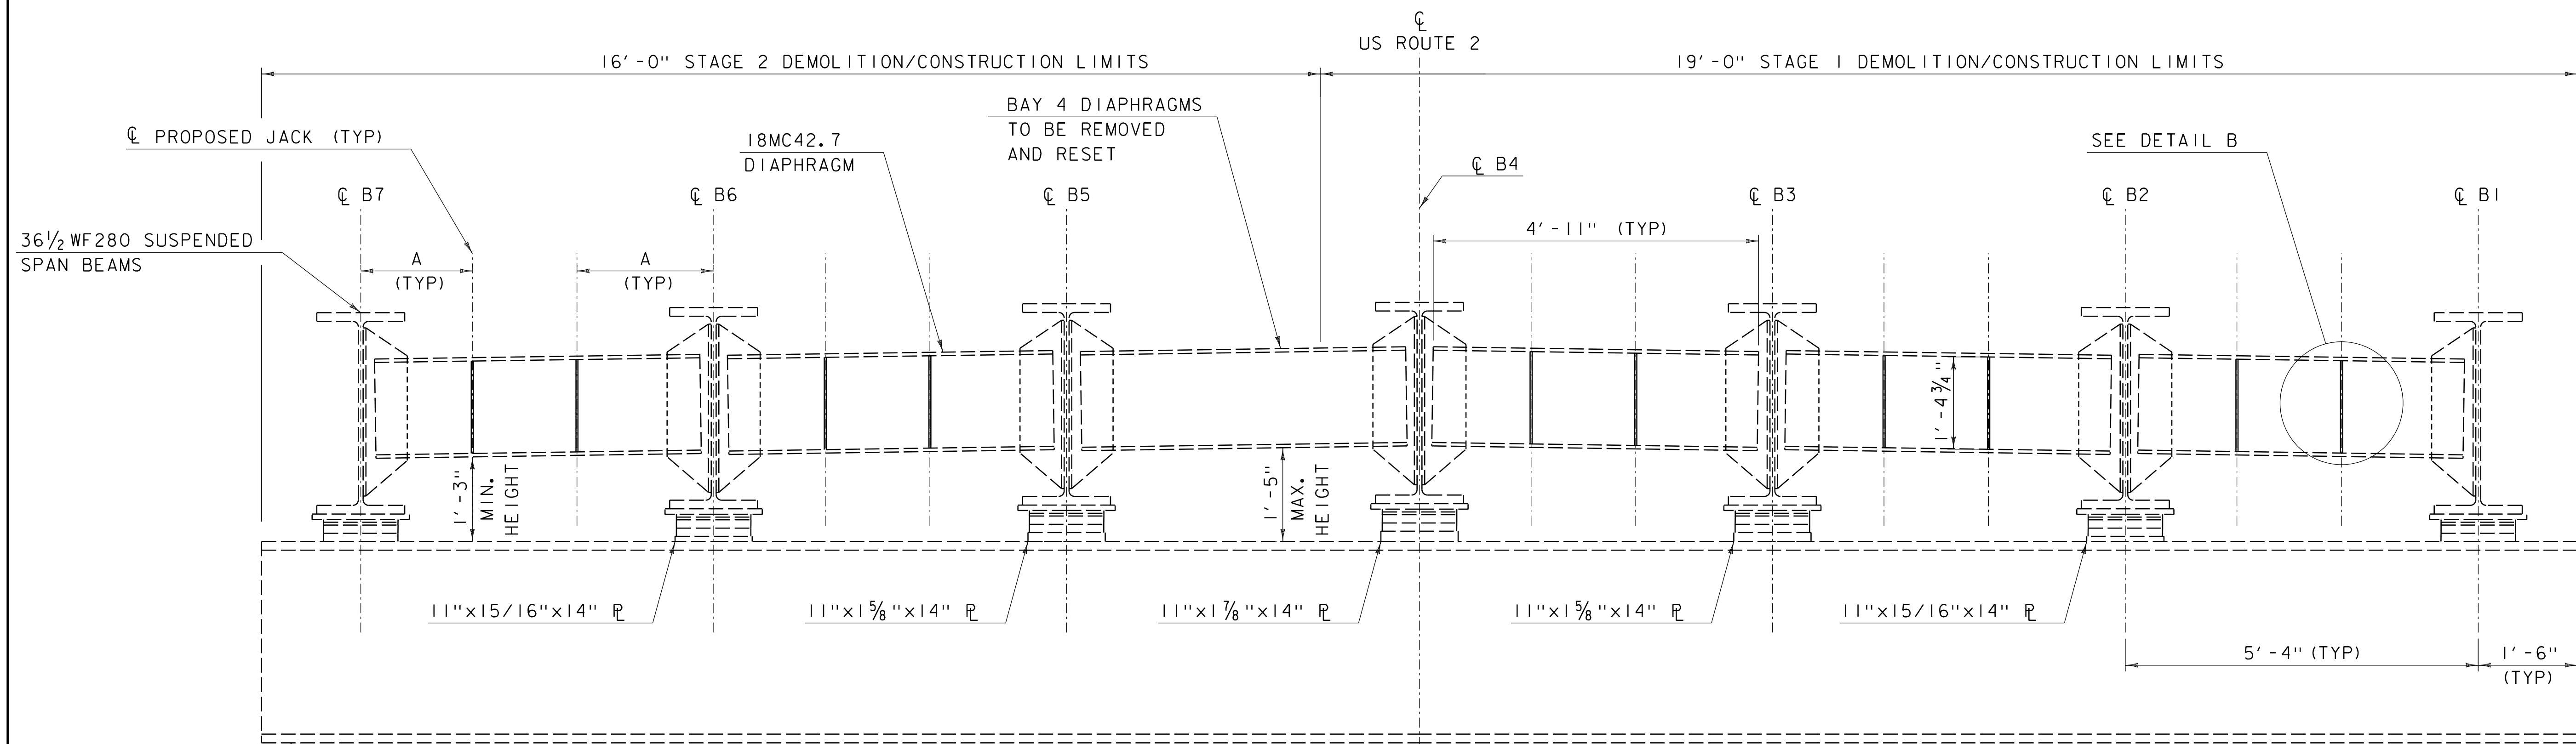 ℄
US ROUTE 2
16'-0" STAGE 2 DEMOLITION/CONSTRUCTION LIMITS
19'-0" STAGE 1 DEMOLITION/CONSTRUCTION LIMITS
℄ PROPOSED JACK (TYP)
18MC42.7
DIAPHRAGM
BAY 4 DIAPHRAGMS
TO BE REMOVED
AND RESET
SEE DETAIL B
℄ B7
℄ B6
℄ B5
℄ B4
℄ B3
℄ B2
℄ B1
36½ WF280 SUSPENDED
SPAN BEAMS
A
(TYP)
A
(TYP)
4'-11" (TYP)
1'-4¾"
1'-3"
MIN.
HEIGHT
1'-5"
MAX.
HEIGHT
11"x15/16"x14" ⅊
11"x1⅝"x14" ⅊
11"x1⅞"x14" ⅊
11"x1⅝"x14" ⅊
11"x15/16"x14" ⅊
5'-4" (TYP)
1'-6"
(TYP)